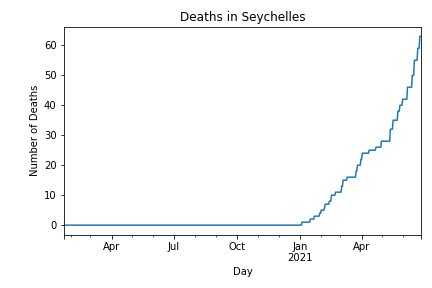 Deaths in Seychelles
Number of Deaths
60
50
40
30
20
10
0
Apr
Jul
Oct
Jan
2021
Apr
Day